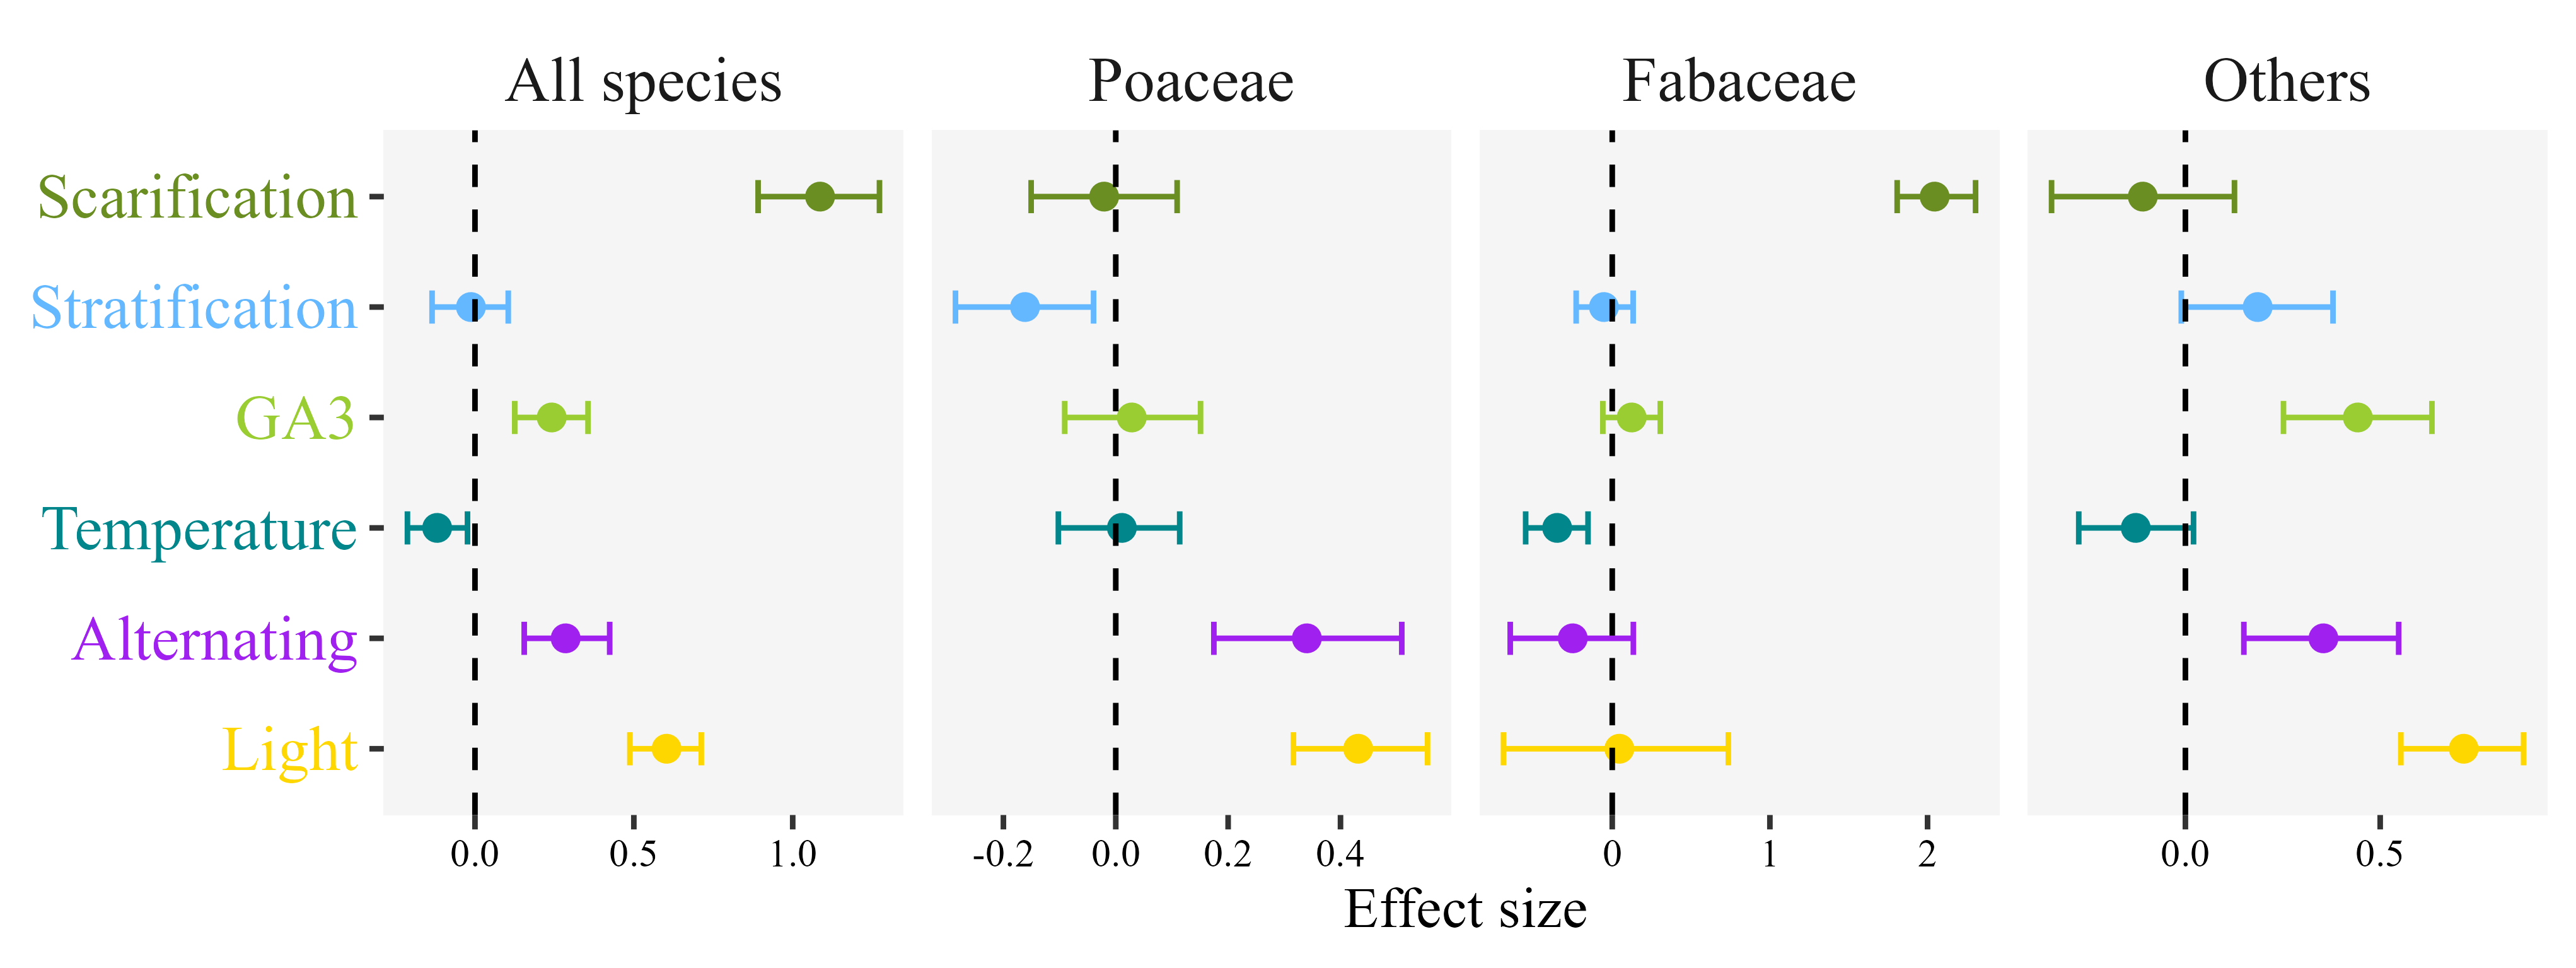 All species Poaceae Fabaceae Others
Scarification
Stratification
GA3
Temperature
Alternating
Light
0.0 0.5 1.0 -0.2 0.0 0.2 0.4 0 1 2 0.0 0.5
Effect size